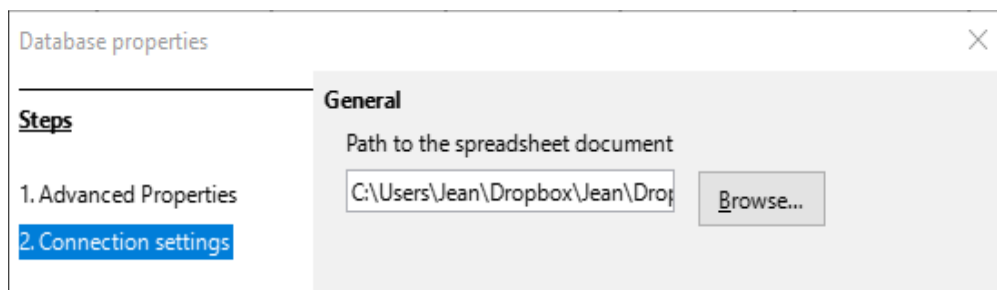 Database properties
Steps
1. Advanced Properties
2. Connection settings
General
Path to the spreadsheet document
C:\Users\Jean\Dropbox\Jean\Drop
Browse...